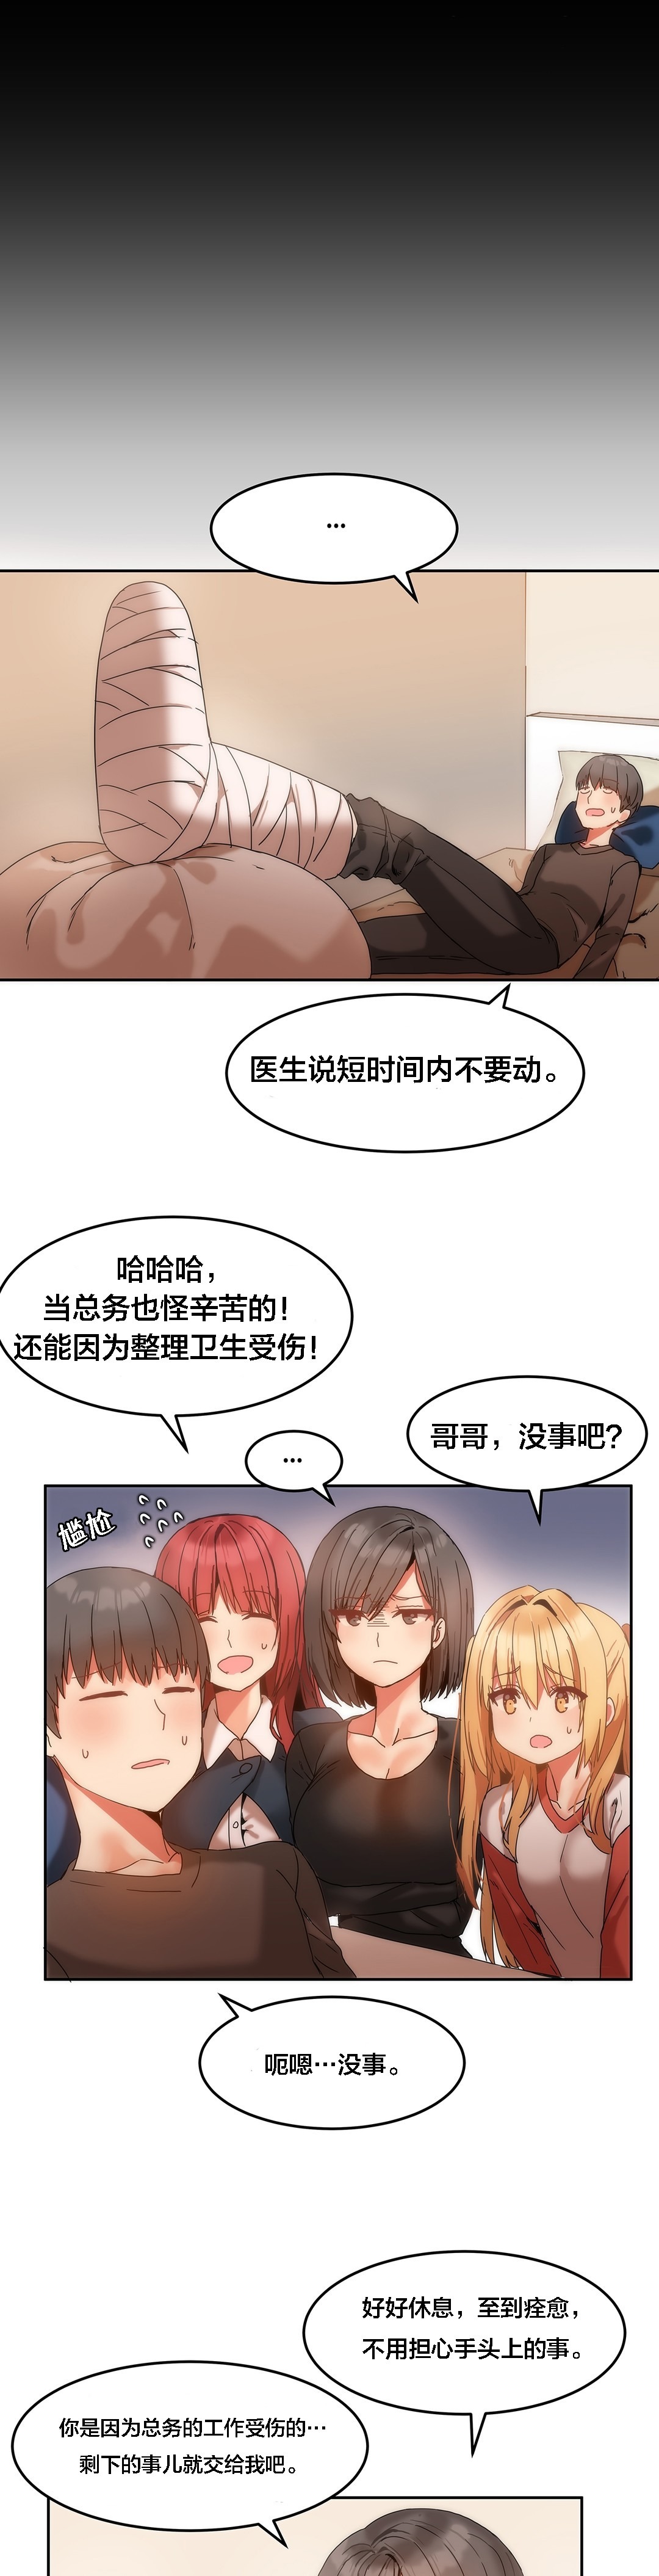 …
医生说短时间内不要动。
哈哈哈，
当总务也怪辛苦的！
还能因为整理卫生受伤！
哥哥，没事吧？
…
尴尬
呃嗯…没事。
好好休息，至到痊愈，
不用担心手头上的事。
你是因为总务的工作受伤的…
剩下的事儿就交给我吧。